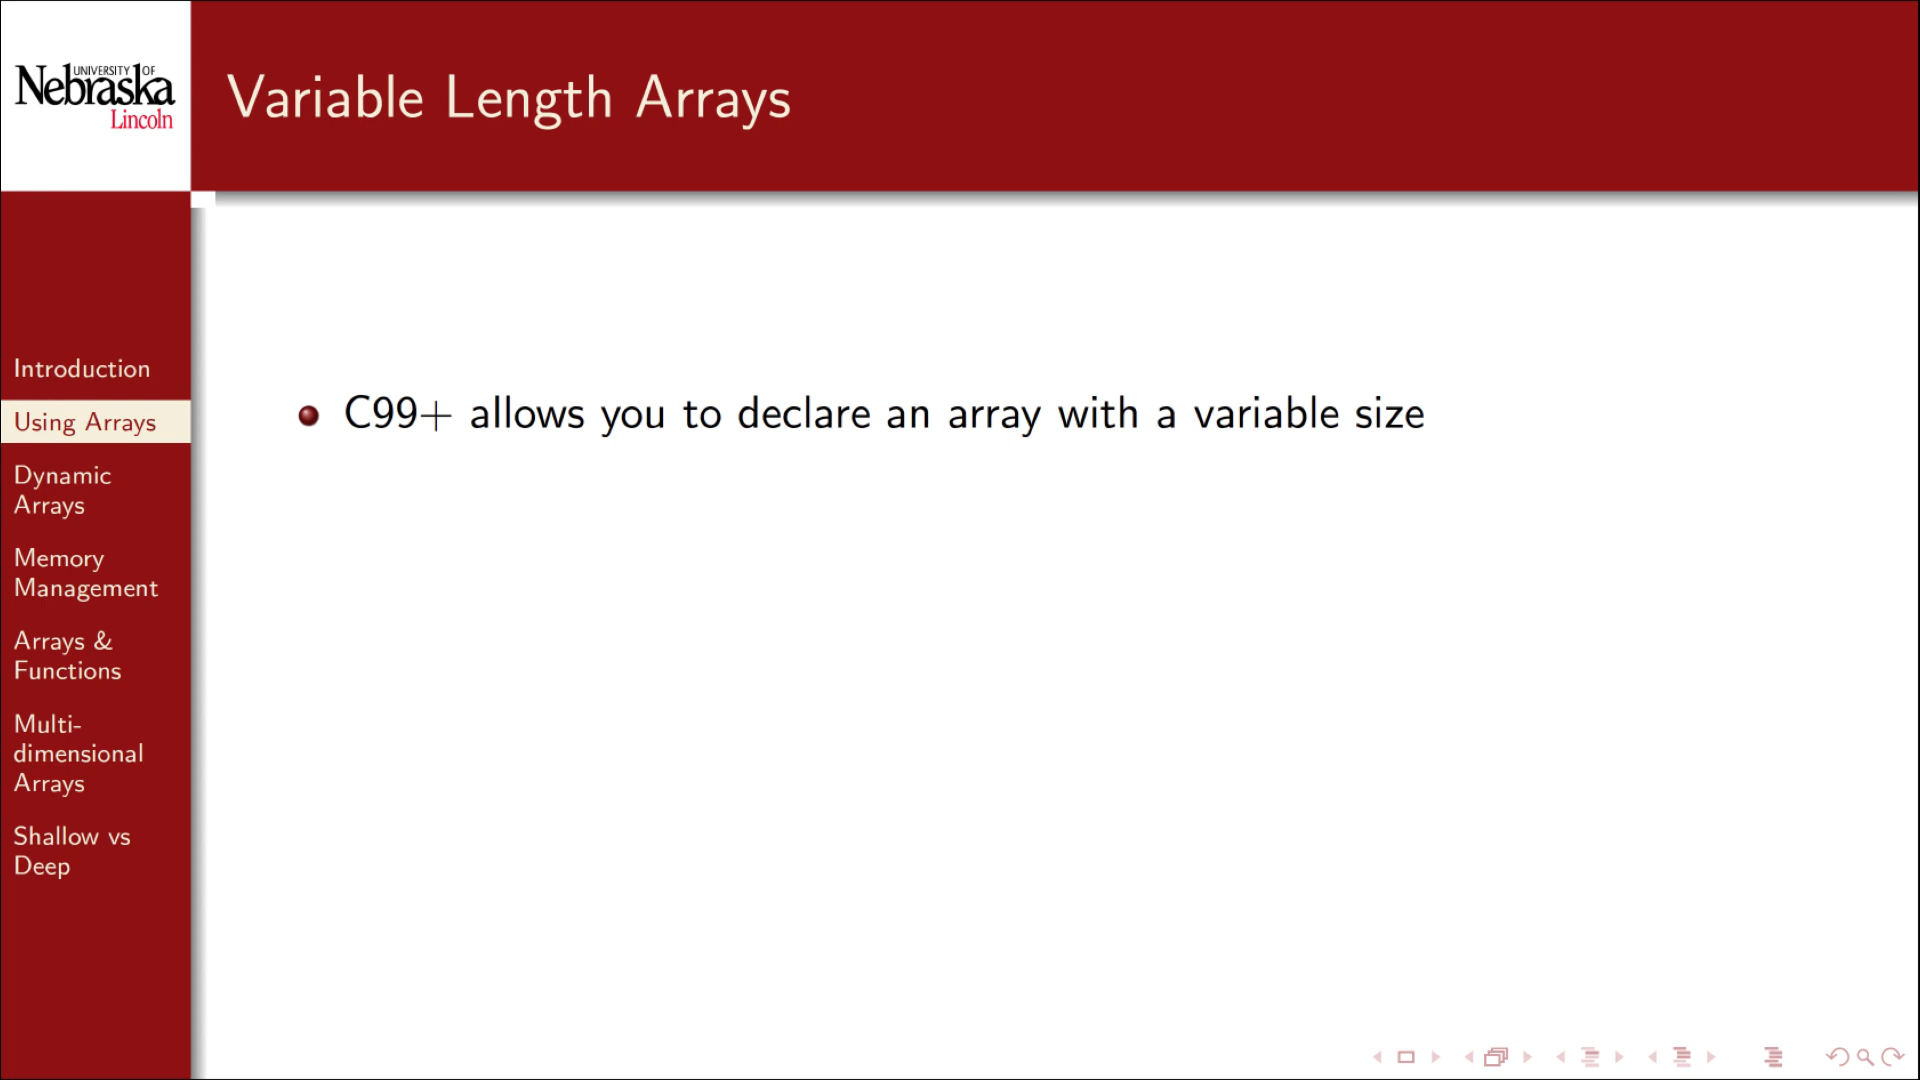 UNIVERSITY OF
Nebraska
Lincoln
Variable Length Arrays
Introduction
Using Arrays
Dynamic
Arrays
Memory
Management
Arrays &
Functions
Multi-
dimensional
Arrays
Shallow vs
Deep
C99+ allows you to declare an array with a variable size